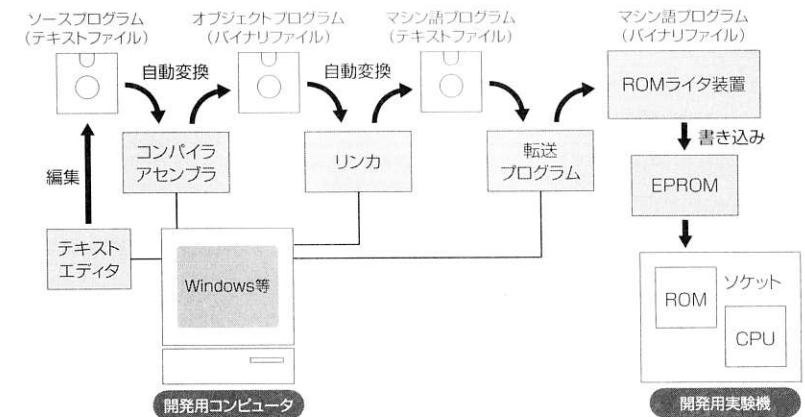 ソースプログラム
(テキストファイル)
オブジェクトプログラム
(バイナリファイル)
マシン語プログラム
(テキストファイル)
マシン語プログラム
(バイナリファイル)
自動変換
自動変換
ROMライタ装置
書き込み
コンパイラ
アセンブラ
リンカ
転送
プログラム
EPROM
編集
テキスト
エディタ
Windows等
ROM
ソケット
CPU
開発用コンピュータ
開発用実験機